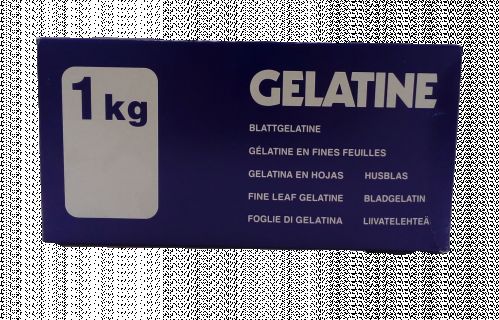 1 kg
GELATINE
BLATTGELATINE
GÉLATINE EN FINES FEUILLES
GELATINA EN HOJAS HUSBLAS
FINE LEAF GELATINE BLADGELATIN
FOGLIE DI GELATINA LIIVATELEHTEÄ